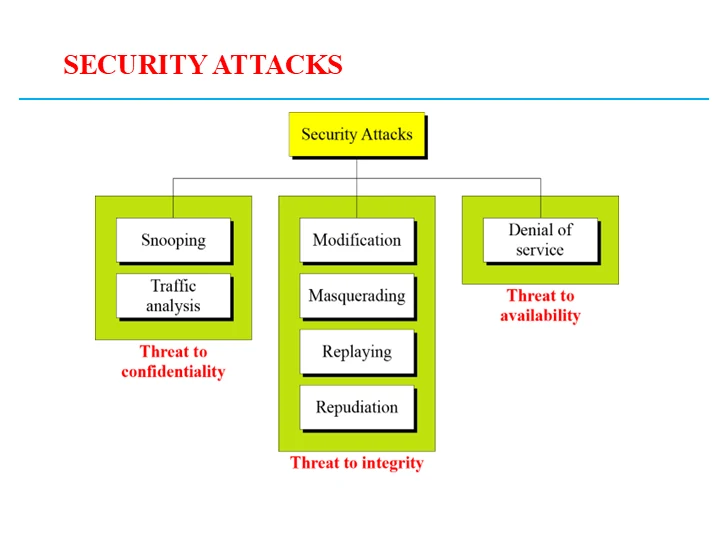 SECURITY ATTACKS
Security Attacks
Snooping
Traffic
analysis
Threat to
confidentiality
Modification
Masquerading
Replaying
Repudiation
Threat to integrity
Denial of
service
Threat to
availability